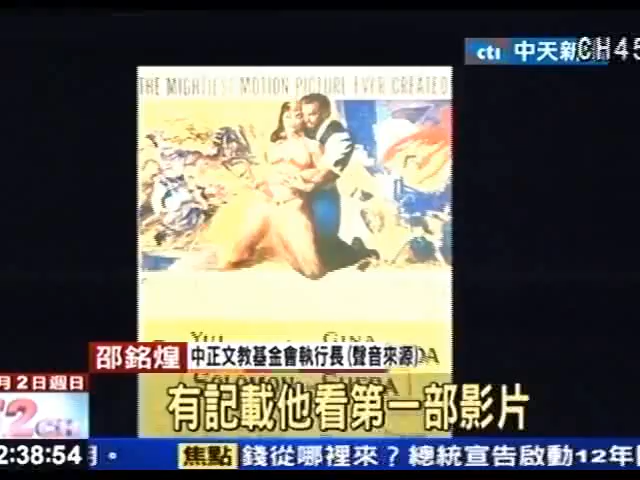 cti 中天新 CH45
THE MIGHTIEST MOTION PICTURE EVER CREATED
YUL GINA
邵銘煌 中正文教基金會執行長(聲音來源)
SOLOMON SHEBA
月2日週日
有記載他看第一部影片
2:38:54
焦點 錢從哪裡來？總統宣告啟動12年